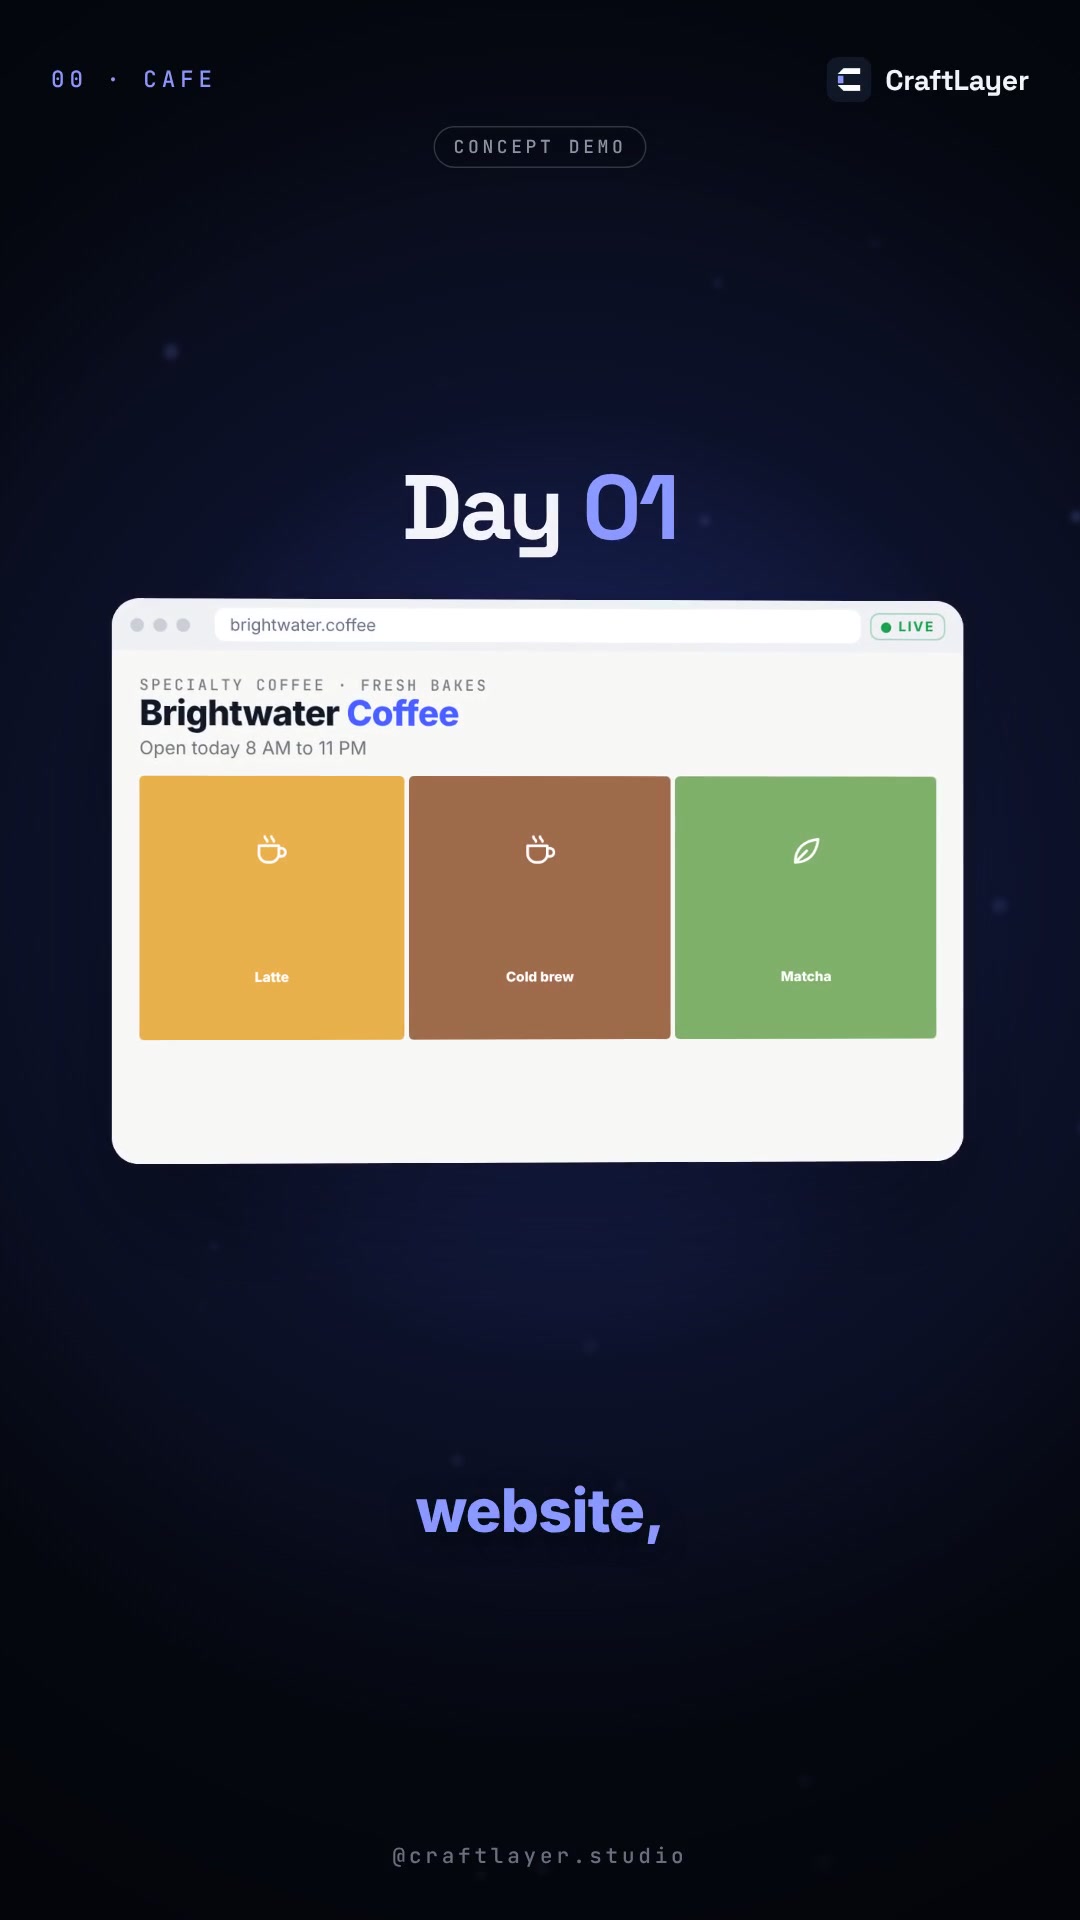 00 · CAFE
CraftLayer
CONCEPT DEMO
Day 01
brightwater.coffee
LIVE
SPECIALTY COFFEE · FRESH BAKES
Brightwater Coffee
Open today 8 AM to 11 PM
Latte
Cold brew
Matcha
website,
@craftlayer.studio